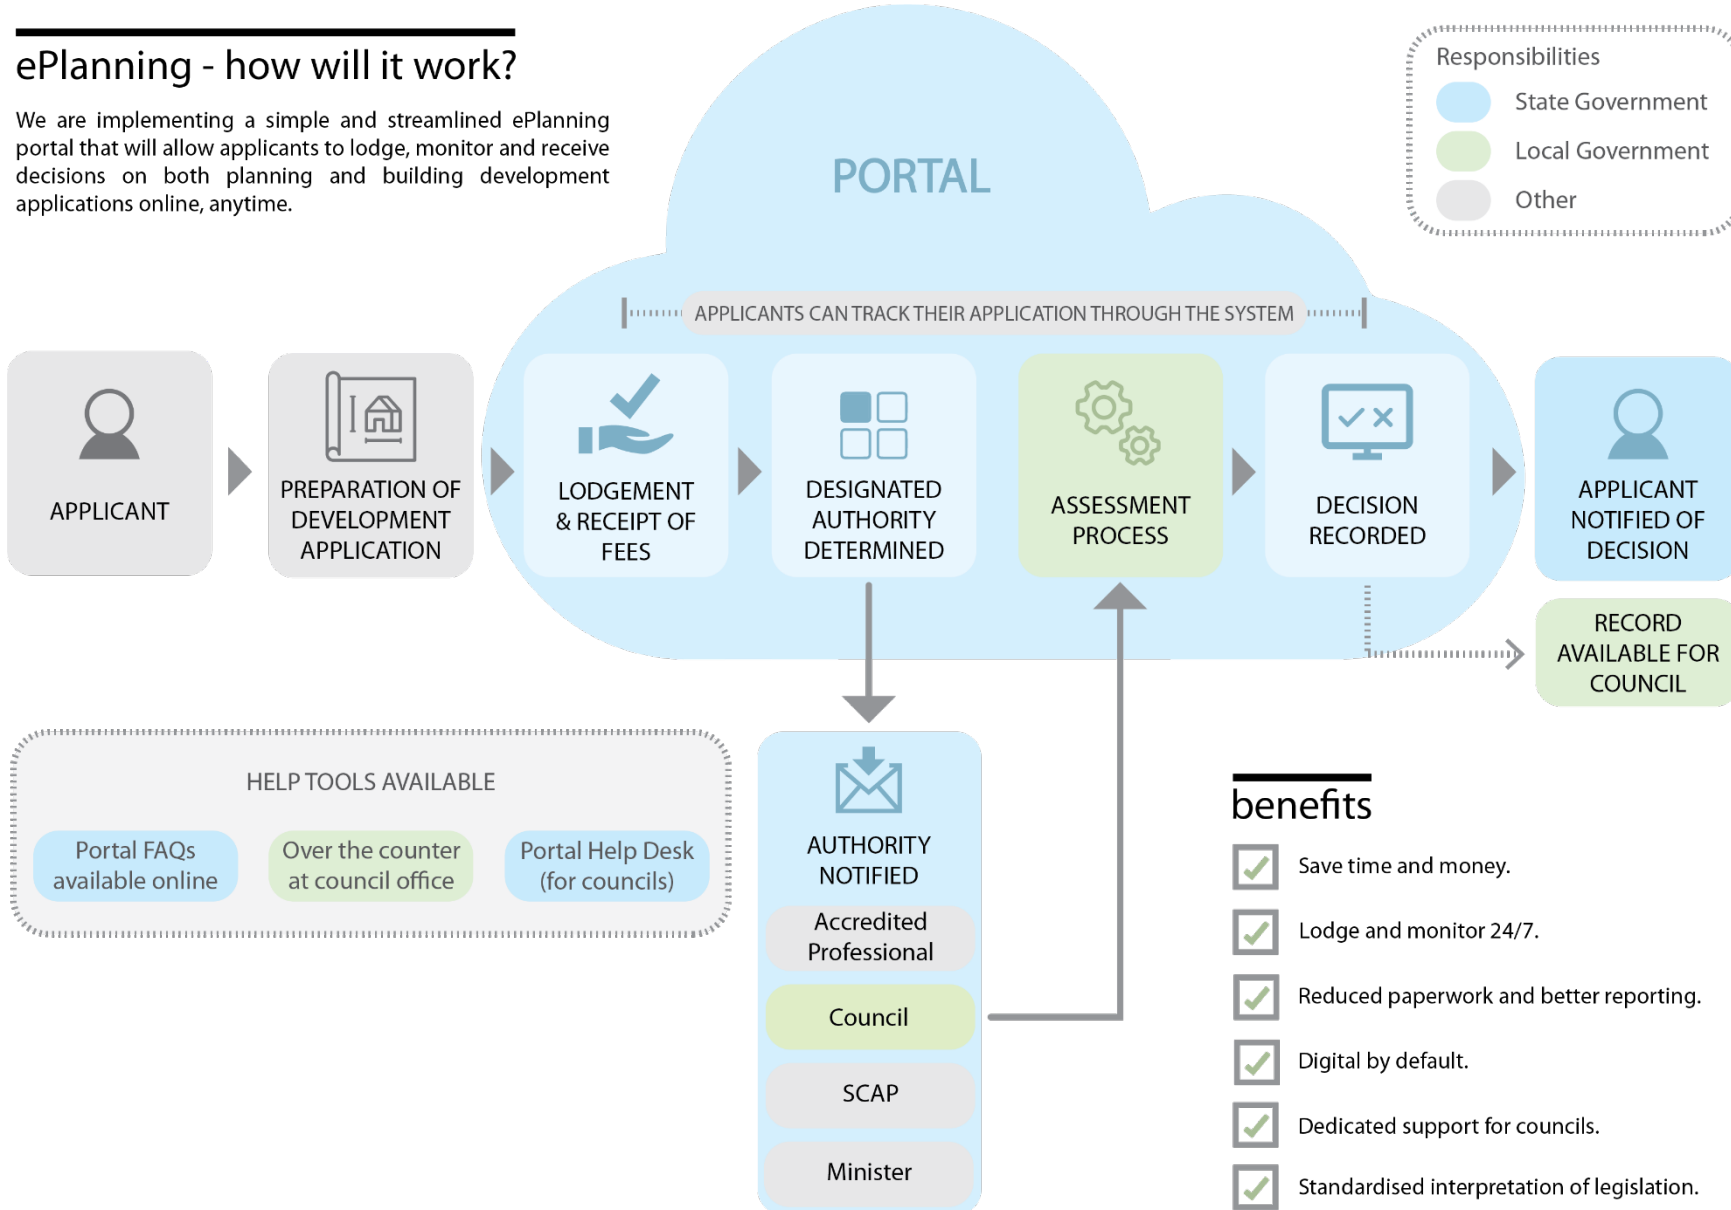 ePlanning - how will it work?
We are implementing a simple and streamlined ePlanning
portal that will allow applicants to lodge, monitor and receive
decisions on both planning and building development
applications online, anytime.
PORTAL
Responsibilities
State Government
Local Government
Other
APPLICANTS CAN TRACK THEIR APPLICATION THROUGH THE SYSTEM
APPLICANT
PREPARATION OF
DEVELOPMENT
APPLICATION
LODGEMENT
& RECEIPT OF
FEES
DESIGNATED
AUTHORITY
DETERMINED
ASSESSMENT
PROCESS
DECISION
RECORDED
APPLICANT
NOTIFIED OF
DECISION
RECORD
AVAILABLE FOR
COUNCIL
HELP TOOLS AVAILABLE
Portal FAQs
available online
Over the counter
at council office
Portal Help Desk
(for councils)
AUTHORITY
NOTIFIED
Accredited
Professional
Council
SCAP
Minister
benefits
Save time and money.
Lodge and monitor 24/7.
Reduced paperwork and better reporting.
Digital by default.
Dedicated support for councils.
Standardised interpretation of legislation.